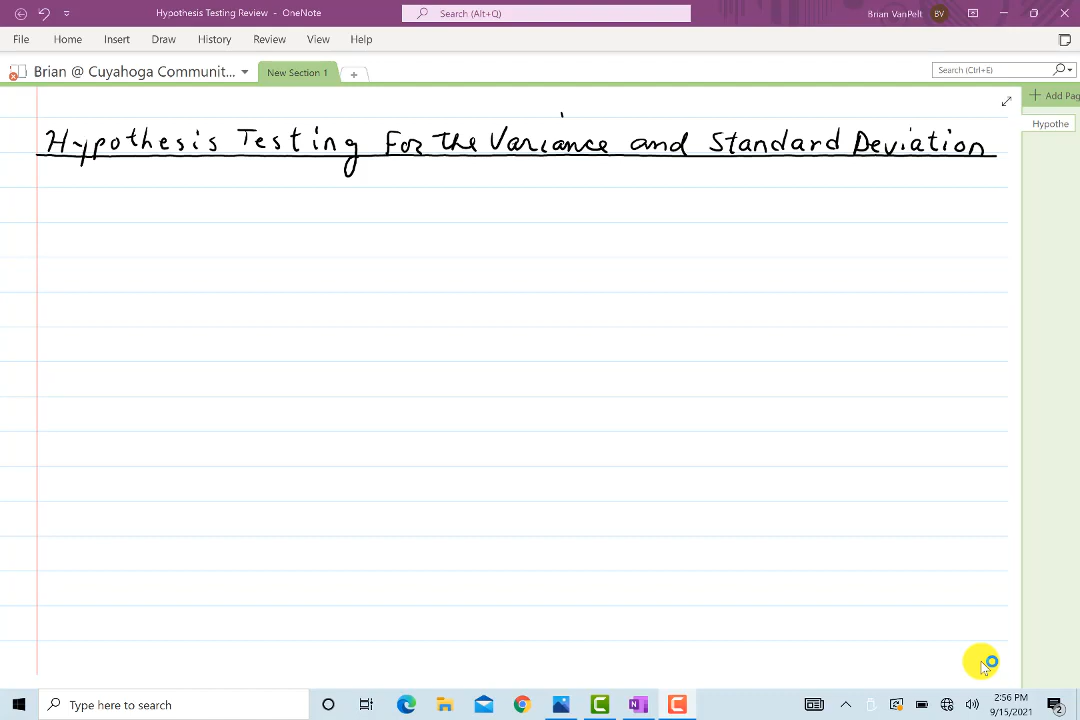 Hypothesis Testing Review - OneNote
Search (Alt+Q)
Brian VanPelt BV
File Home Insert Draw History Review View Help
Brian @ Cuyahoga Communit... New Section 1
Search (Ctrl+E)
Add Pag
Hypothe
Hypothesis Testing For the Variance and Standard Deviation
Type here to search
2:56 PM
9/15/2021
2